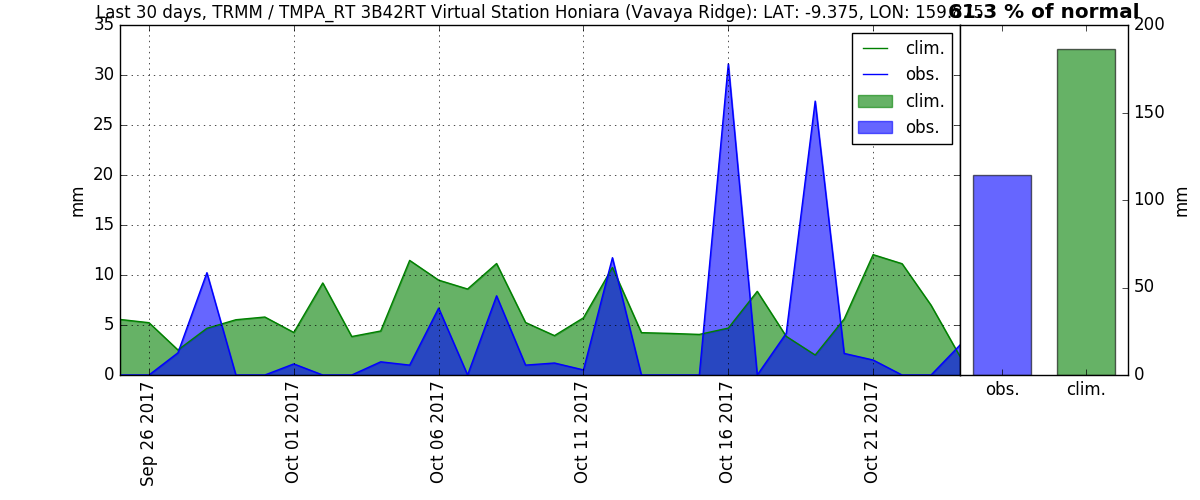 Last 30 days, TRMM / TMPA_RT 3B42RT Virtual Station Honiara (Vavaya Ridge): LAT: -9.375, LON:
61.3 % of normal
35
30
25
20
15
10
5
0
mm
clim.
obs.
clim.
obs.
200
150
100
50
0
mm
obs.
clim.
Sep 26 2017
Oct 01 2017
Oct 06 2017
Oct 11 2017
Oct 16 2017
Oct 21 2017